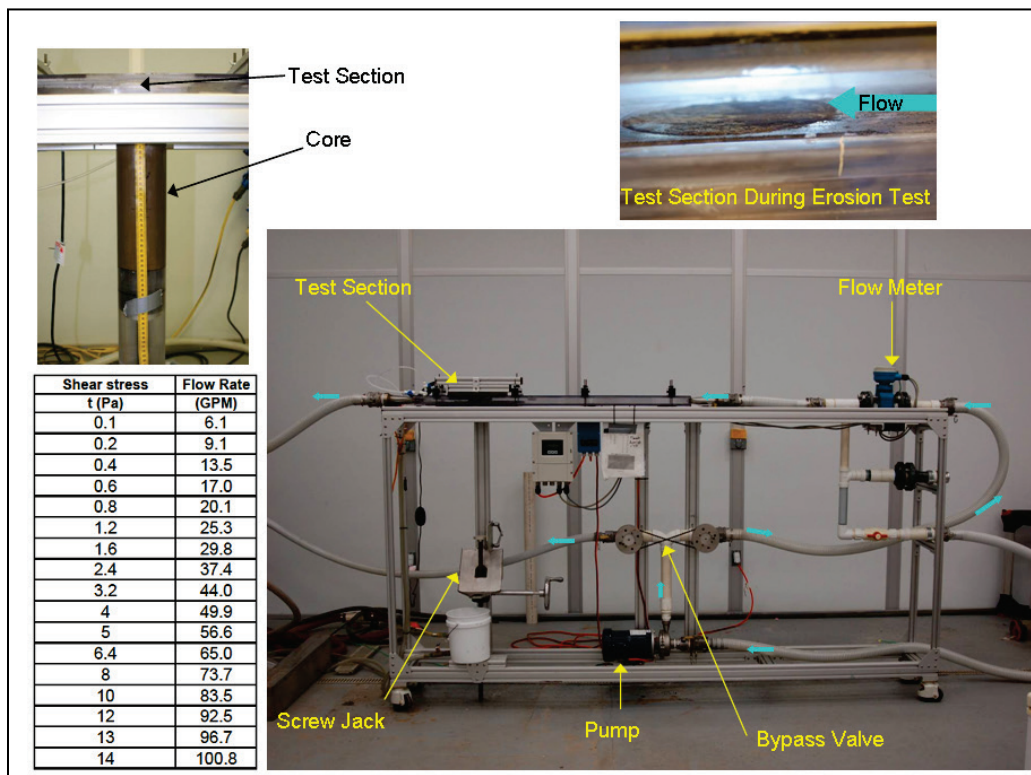 Test Section
Core
Flow
Test Section During Erosion Test
Test Section
Flow Meter
Shear stress Flow Rate
t (Pa) (GPM)
0.1 6.1
0.2 9.1
0.4 13.5
0.6 17.0
0.8 20.1
1.2 25.3
1.6 29.8
2.4 37.4
3.2 44.0
4 49.9
5 56.6
6.4 65.0
8 73.7
10 83.5
12 92.5
13 96.7
14 100.8
Screw Jack
Pump
Bypass Valve